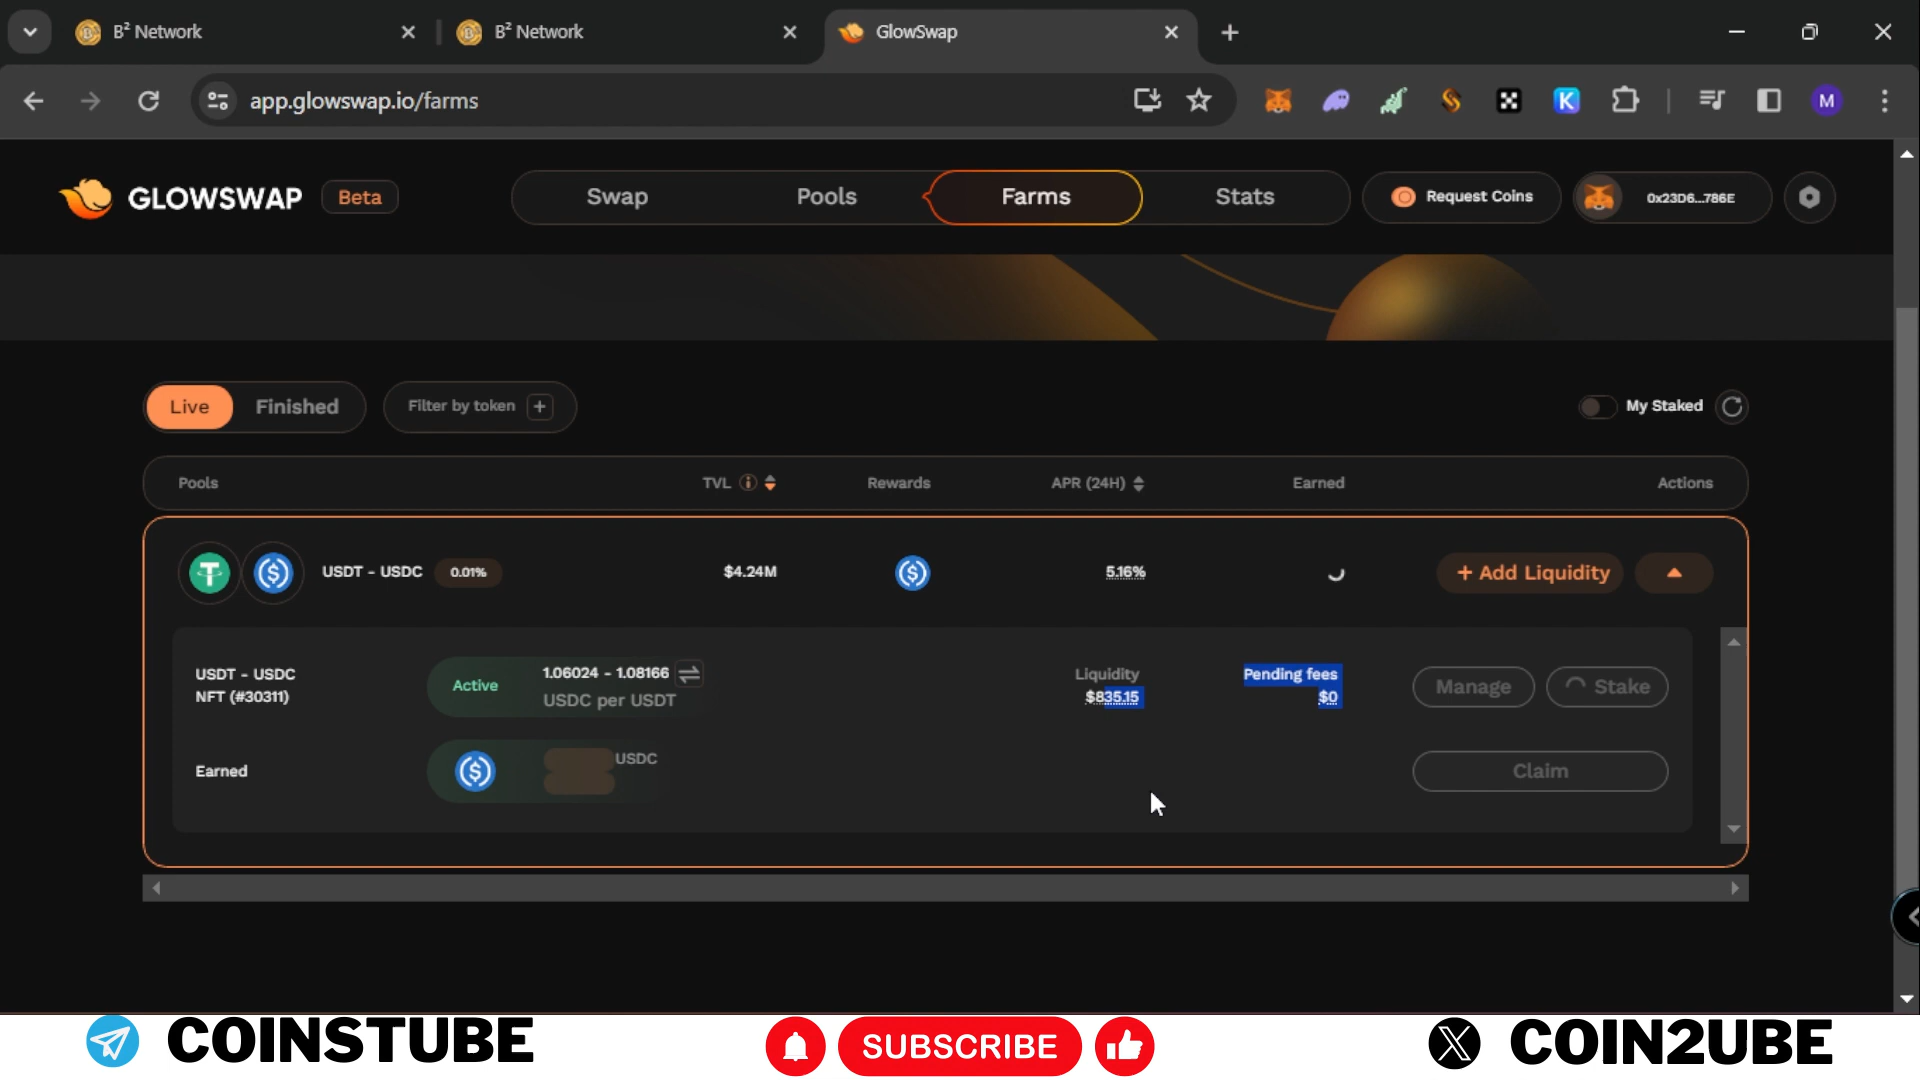 B² Network
B² Network
GlowSwap
app.glowswap.io/farms
M
GLOWSWAP
Beta
Swap
Pools
Farms
Stats
Request Coins
0x23D6...786E
Live
Finished
Filter by token +
My Staked
Pools
TVL
Rewards
APR (24H)
Earned
Actions
USDT - USDC
0.01%
$4.24M
5.16%
+ Add Liquidity
USDT - USDC
NFT (#30311)
Active
1.06024 - 1.08166
USDC per USDT
Liquidity
$835.15
Pending fees
$0
Manage
Stake
Earned
USDC
Claim
COINSTUBE
SUBSCRIBE
COIN2UBE